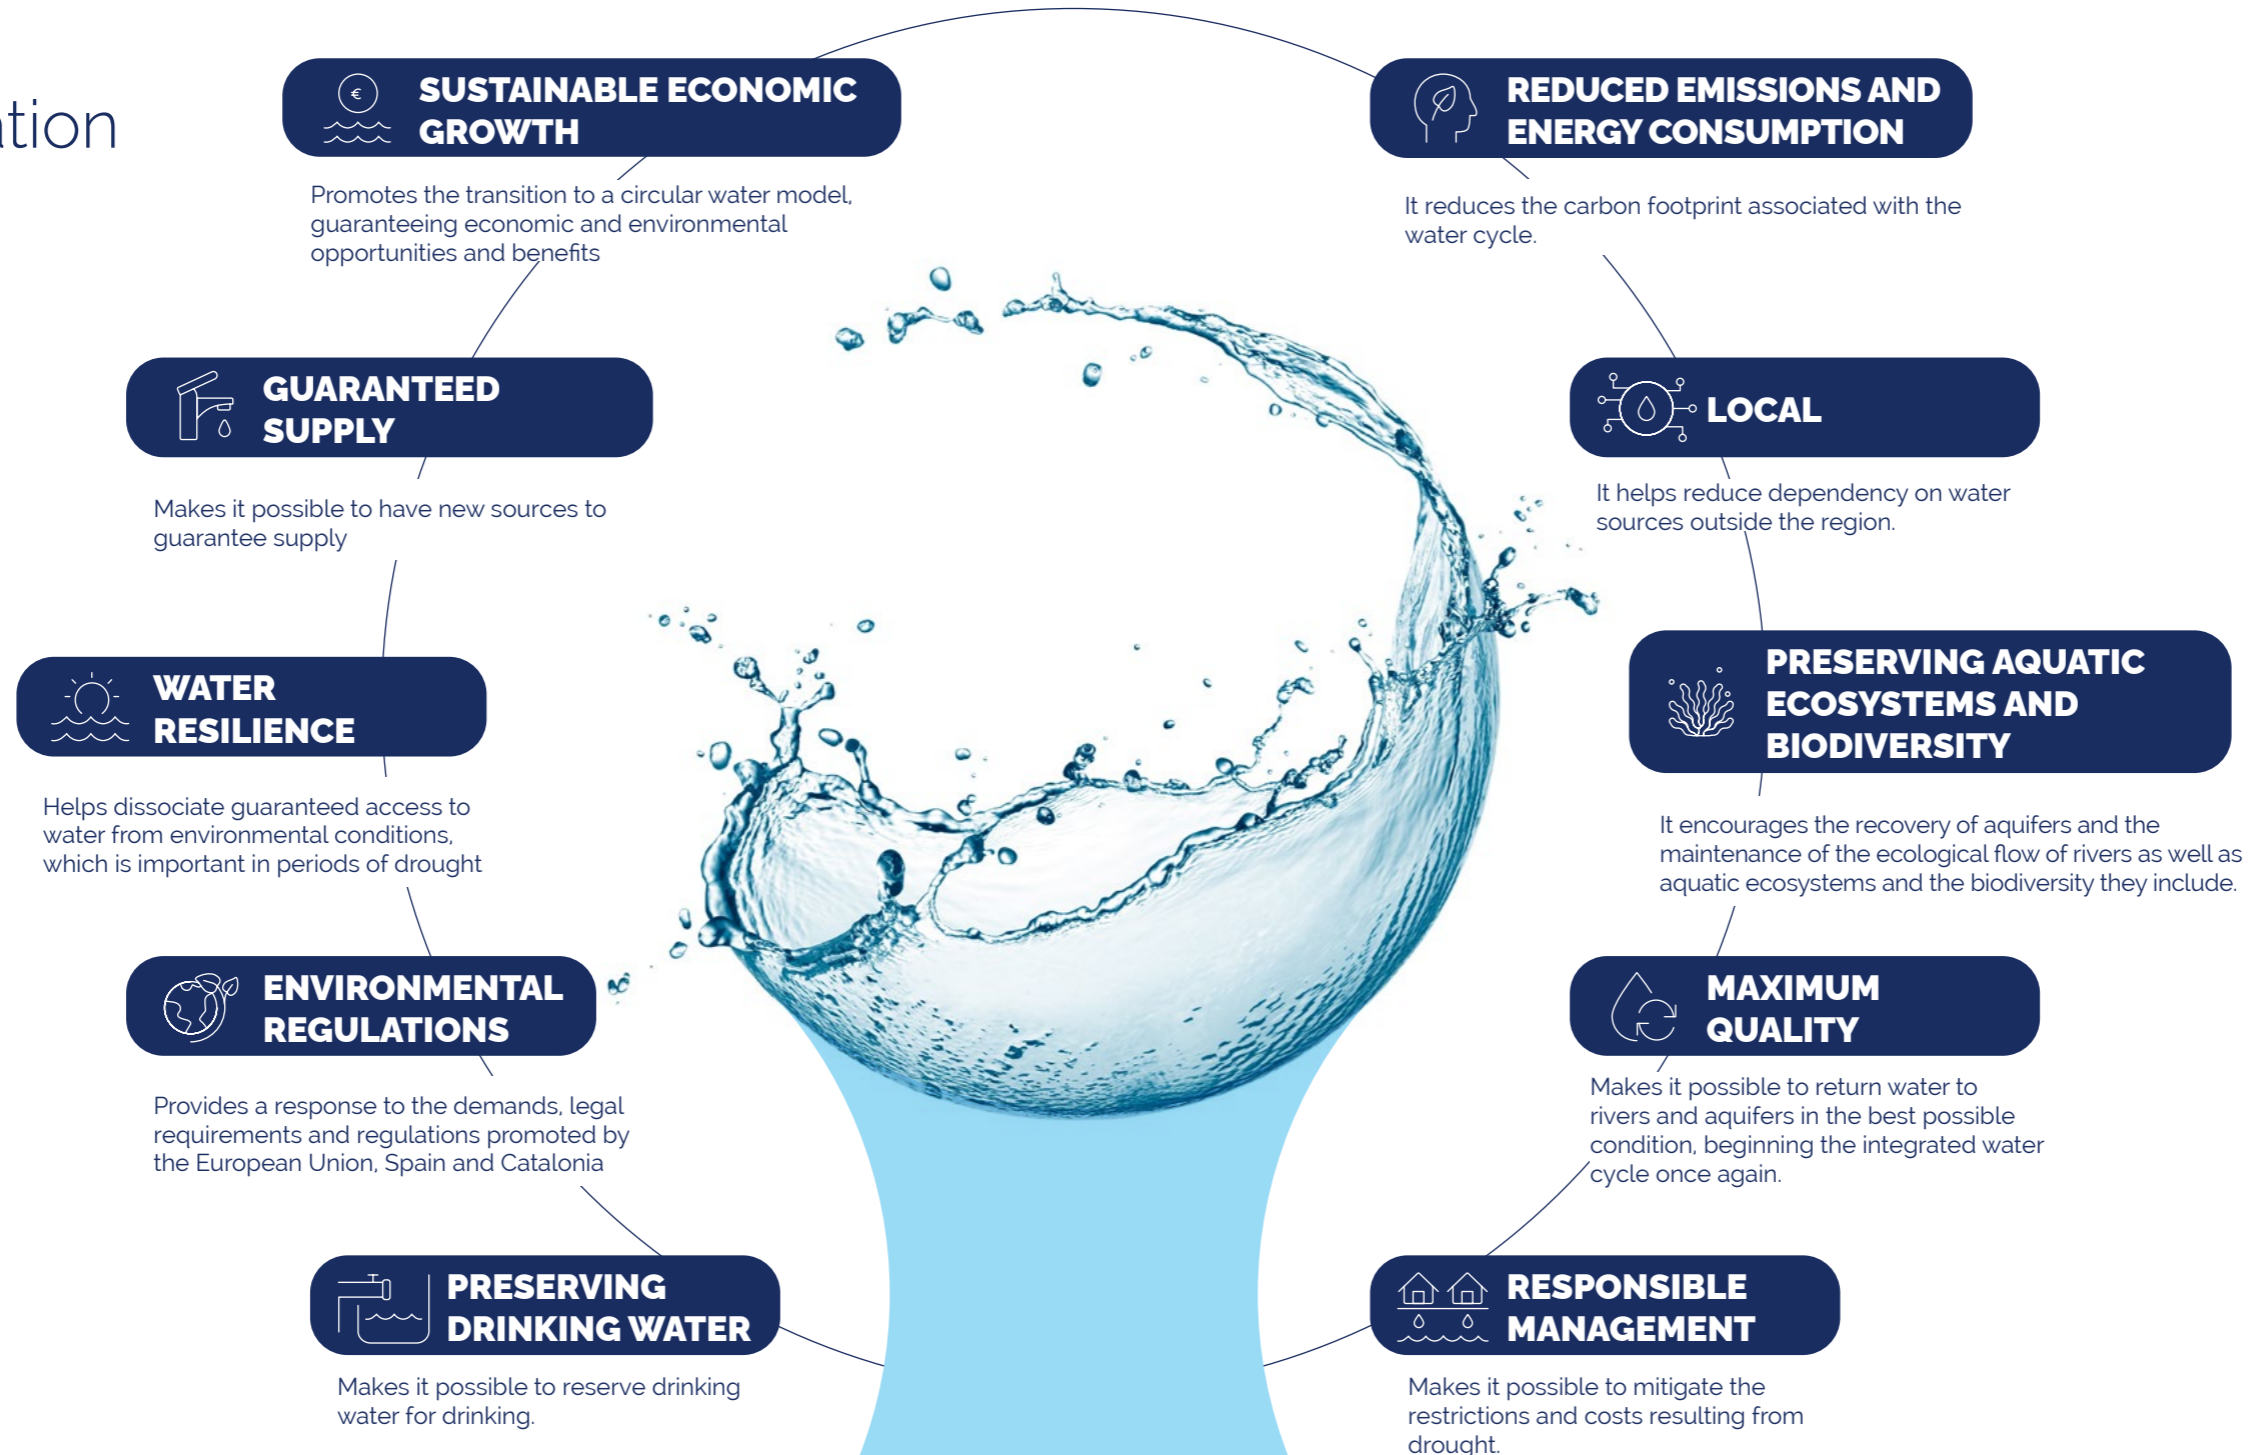 ation
SUSTAINABLE ECONOMIC
GROWTH
Promotes the transition to a circular water model,
guaranteeing economic and environmental
opportunities and benefits
GUARANTEED
SUPPLY
Makes it possible to have new sources to
guarantee supply
WATER
RESILIENCE
Helps dissociate guaranteed access to
water from environmental conditions,
which is important in periods of drought
ENVIRONMENTAL
REGULATIONS
Provides a response to the demands, legal
requirements and regulations promoted by
the European Union, Spain and Catalonia
PRESERVING
DRINKING WATER
Makes it possible to reserve drinking
water for drinking.
REDUCED EMISSIONS AND
ENERGY CONSUMPTION
It reduces the carbon footprint associated with the
water cycle.
LOCAL
It helps reduce dependency on water
sources outside the region.
PRESERVING AQUATIC
ECOSYSTEMS AND
BIODIVERSITY
It encourages the recovery of aquifers and the
maintenance of the ecological flow of rivers as well as
aquatic ecosystems and the biodiversity they include.
MAXIMUM
QUALITY
Makes it possible to return water to
rivers and aquifers in the best possible
condition, beginning the integrated water
cycle once again.
RESPONSIBLE
MANAGEMENT
Makes it possible to mitigate the
restrictions and costs resulting from
drought.